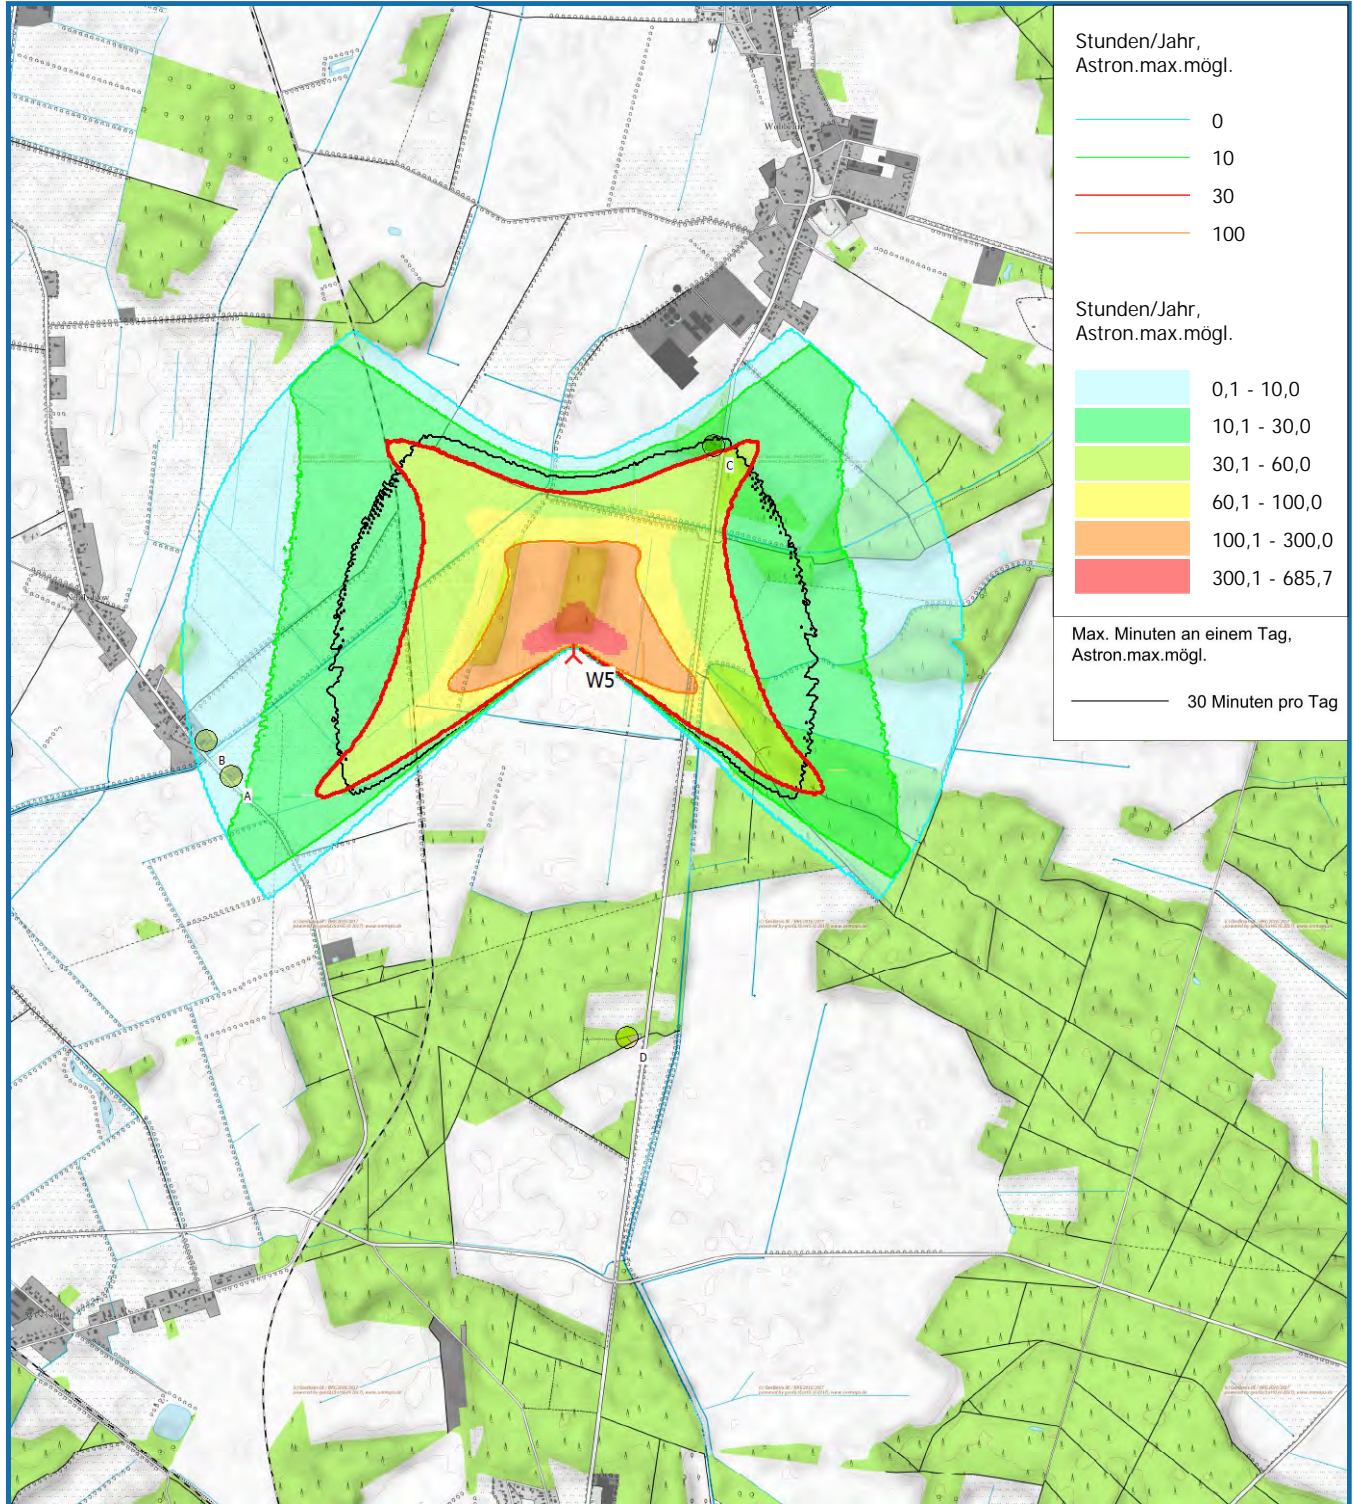 Stunden/Jahr,
Astron.max.mögl.
0
10
30
100
Stunden/Jahr,
Astron.max.mögl.
0,1 - 10,0
10,1 - 30,0
30,1 - 60,0
60,1 - 100,0
100,1 - 300,0
300,1 - 685,7
Max. Minuten an einem Tag,
Astron.max.mögl.
30 Minuten pro Tag
C
W5
B
A
D